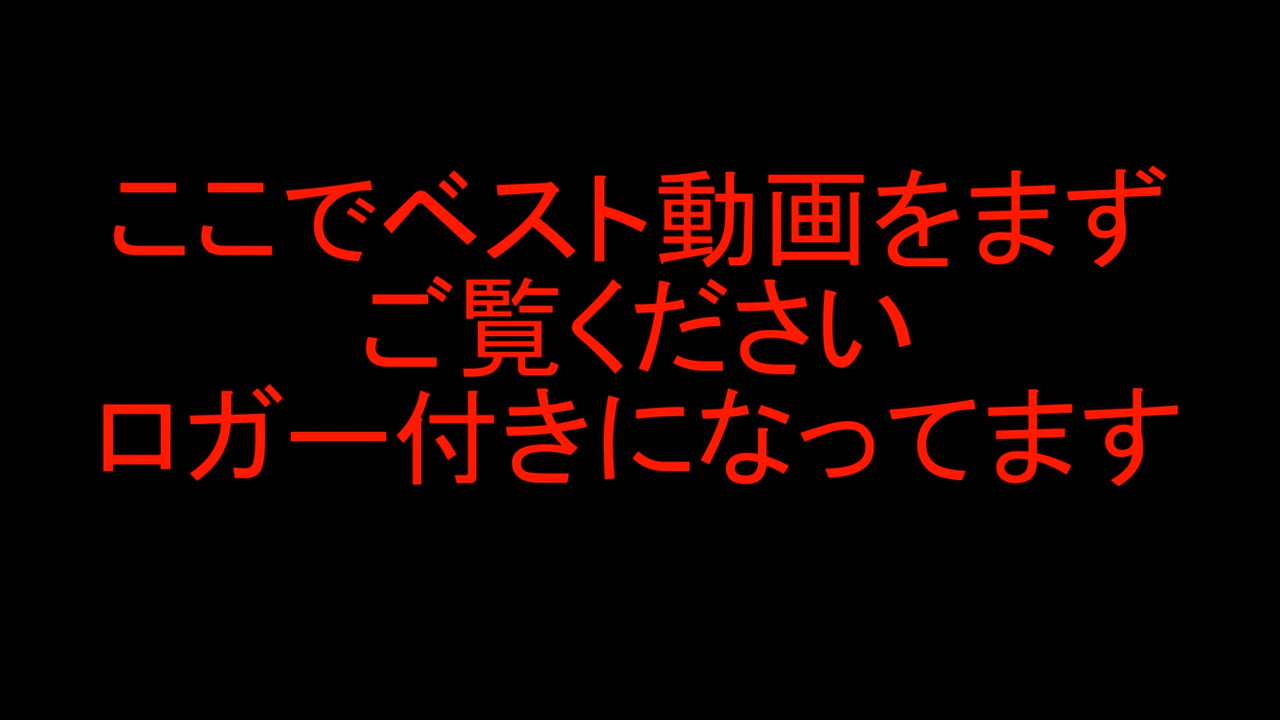 ここでベスト動画をまず
ご覧ください
ロガー付きになってます